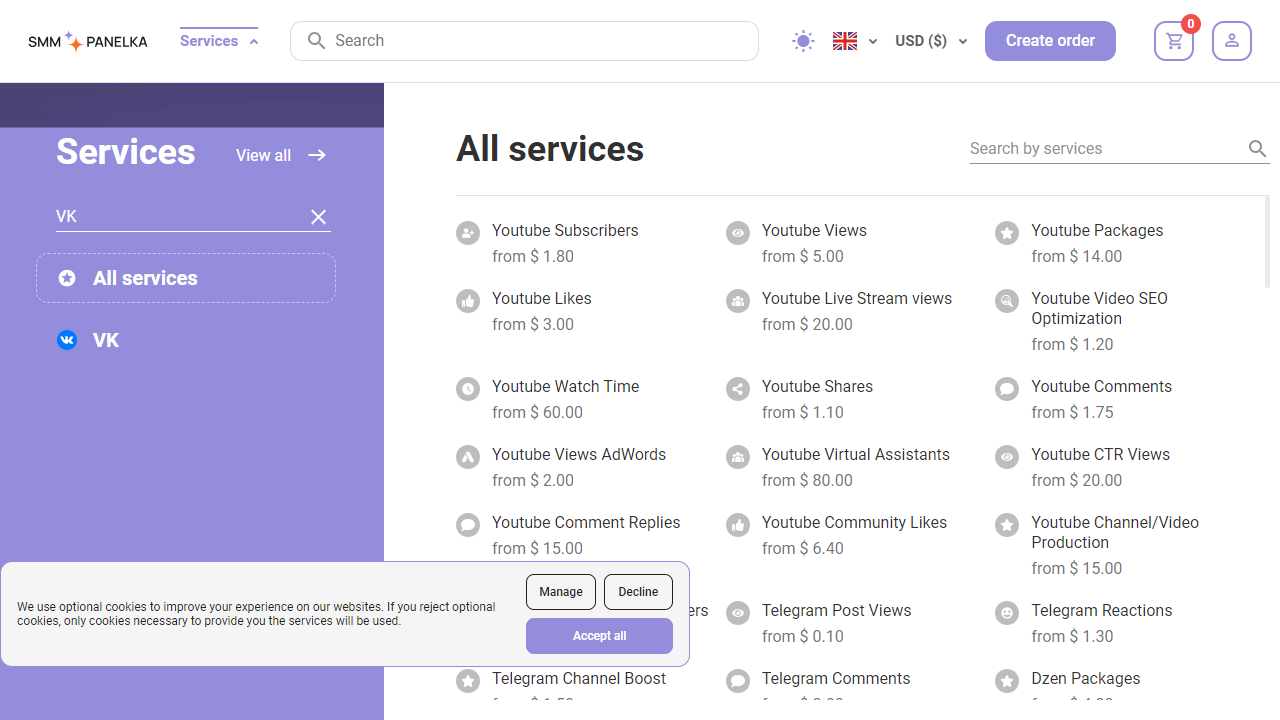 SMM PANELKA
Services
Search
USD ($)
Create order
0
Services
View all
VK
All services
VK
All services
Search by services
Youtube Subscribers
from $ 1.80
Youtube Views
from $ 5.00
Youtube Packages
from $ 14.00
Youtube Likes
from $ 3.00
Youtube Live Stream views
from $ 20.00
Youtube Video SEO
Optimization
from $ 1.20
Youtube Watch Time
from $ 60.00
Youtube Shares
from $ 1.10
Youtube Comments
from $ 1.75
Youtube Views AdWords
from $ 2.00
Youtube Virtual Assistants
from $ 80.00
Youtube CTR Views
from $ 20.00
Youtube Comment Replies
from $ 15.00
Youtube Community Likes
from $ 6.40
Youtube Channel/Video
Production
from $ 15.00
Telegram Post Views
from $ 0.10
Telegram Reactions
from $ 1.30
Telegram Channel Boost
Telegram Comments
Dzen Packages
We use optional cookies to improve your experience on our websites. If you reject optional
cookies, only cookies necessary to provide you the services will be used.
Manage
Decline
Accept all